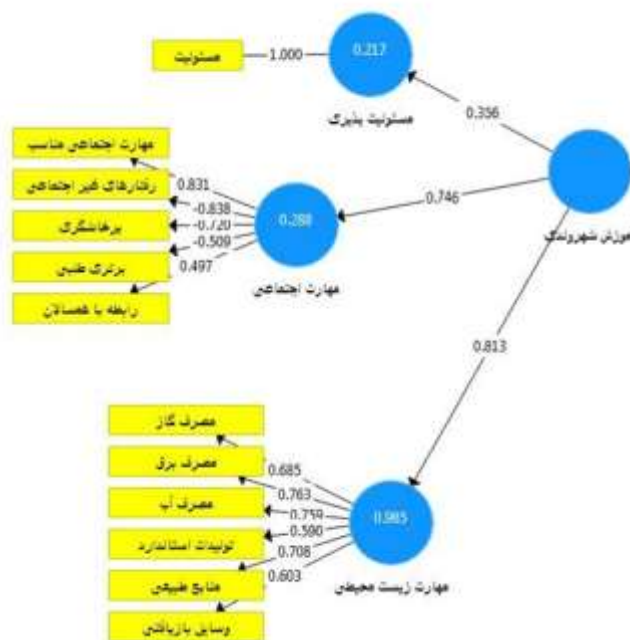 0.217
1.000
مسئولیت
مسئولیت پذیری
0.356
مهارت اجتماعی مناسب
رفتارهای غیر اجتماعی
پرخاشگری
برتری طلبی
رابطه با همسالان
0.831
-0.838
-0.720
-0.509
0.497
0.288
مهارت اجتماعی
0.746
موزش شهروندی
0.813
مصرف گاز
مصرف برق
مصرف آب
تولیدات استاندارد
منابع طبیعی
وسایل بازیافتی
0.685
0.763
0.759
0.590
0.708
0.603
0.985
مهارت زیست محیطی